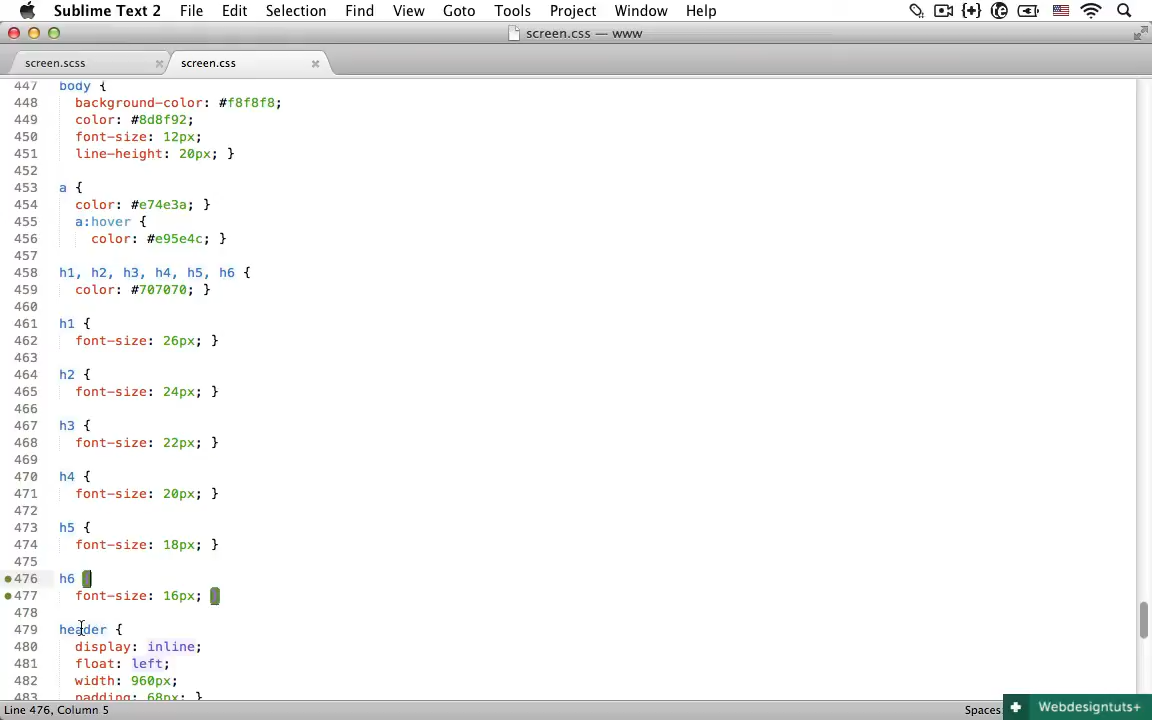 Sublime Text 2 File Edit Selection Find View Goto Tools Project Window Help
screen.css — www
screen.scss screen.css
447 body {
448 background-color: #f8f8f8;
449 color: #8d8f92;
450 font-size: 12px;
451 line-height: 20px; }
452
453 a {
454 color: #e74e3a; }
455 a:hover {
456 color: #e95e4c; }
457
458 h1, h2, h3, h4, h5, h6 {
459 color: #707070; }
460
461 h1 {
462 font-size: 26px; }
463
464 h2 {
465 font-size: 24px; }
466
467 h3 {
468 font-size: 22px; }
469
470 h4 {
471 font-size: 20px; }
472
473 h5 {
474 font-size: 18px; }
475
476 h6 {
477 font-size: 16px; }
478
479 header {
480 display: inline;
481 float: left;
482 width: 960px;
483 padding: 68px; }
Line 476, Column 5 Spaces Webdesigntuts+